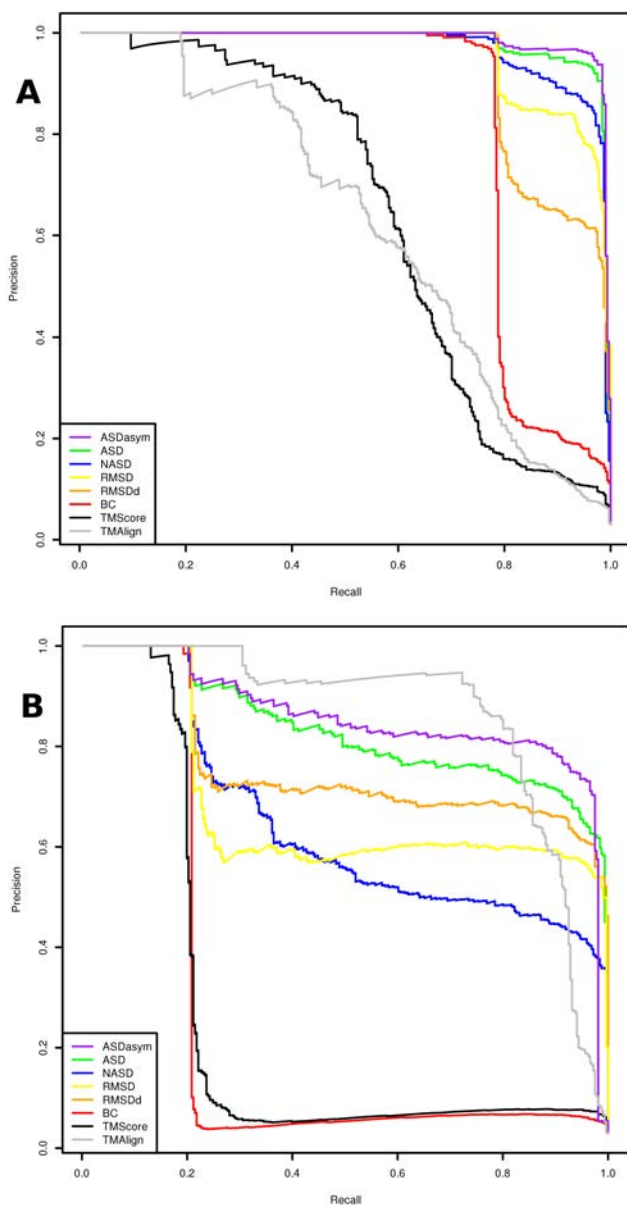 A
Precision
1.0
0.8
0.6
0.4
0.2
0.0
ASDasym
ASD
NASD
RMSD
RMSDd
BC
TMScore
TMAlign
0.0 0.2 0.4 0.6 0.8 1.0
Recall
B
Precision
1.0
0.8
0.6
0.4
0.2
0.0
ASDasym
ASD
NASD
RMSD
RMSDd
BC
TMScore
TMAlign
0.0 0.2 0.4 0.6 0.8 1.0
Recall